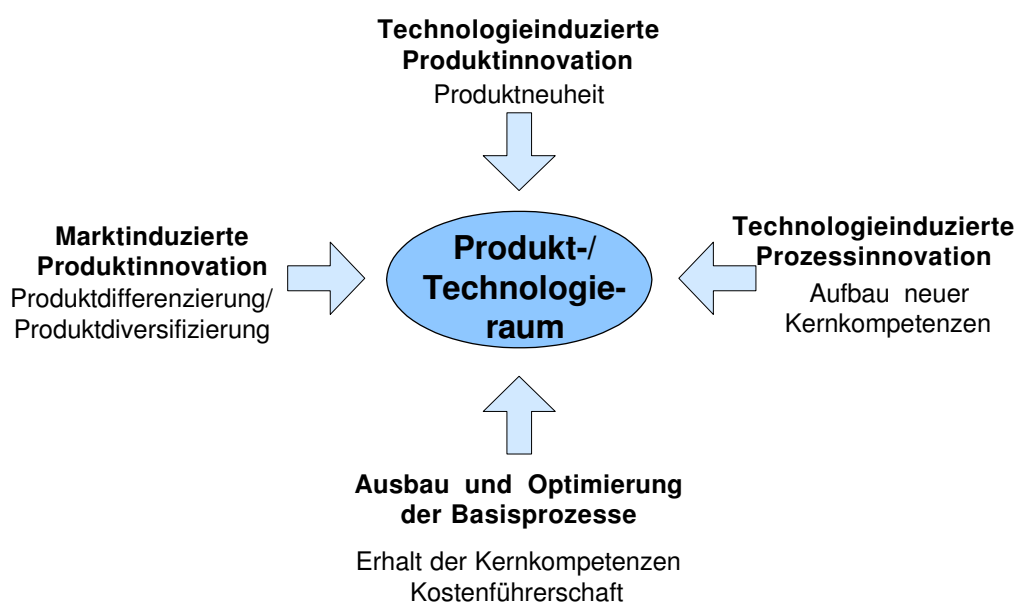 Technologieinduzierte
Produktinnovation
Produktneuheit
Marktinduzierte
Produktinnovation
Produktdifferenzierung/
Produktdiversifizierung
Produkt-/
Technologie-
raum
Technologieinduzierte
Prozessinnovation
Aufbau neuer
Kernkompetenzen
Ausbau und Optimierung
der Basisprozesse
Erhalt der Kernkompetenzen
Kostenführerschaft